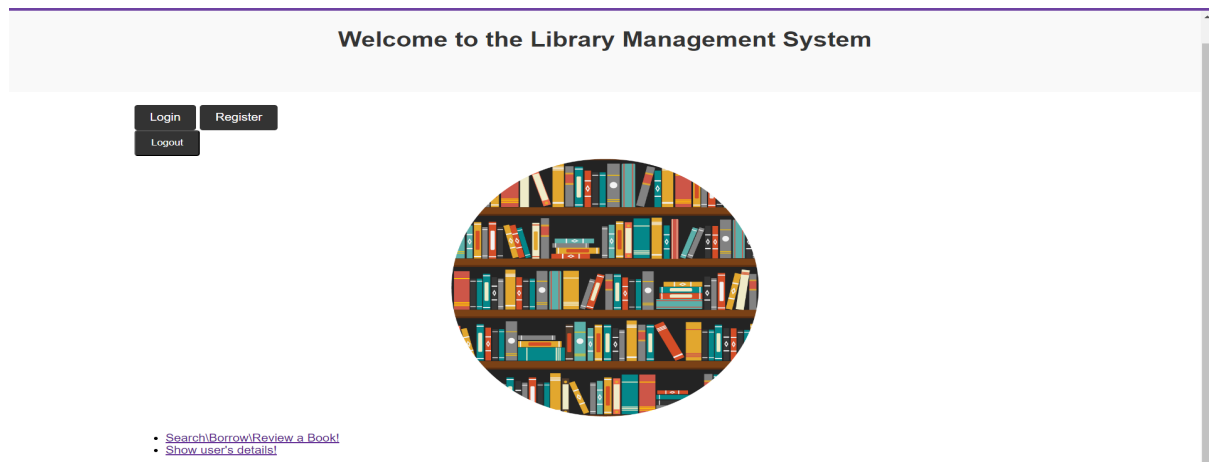 Welcome to the Library Management System
Login Register
Logout
Search\Borrow\Review a Book!
Show user's details!